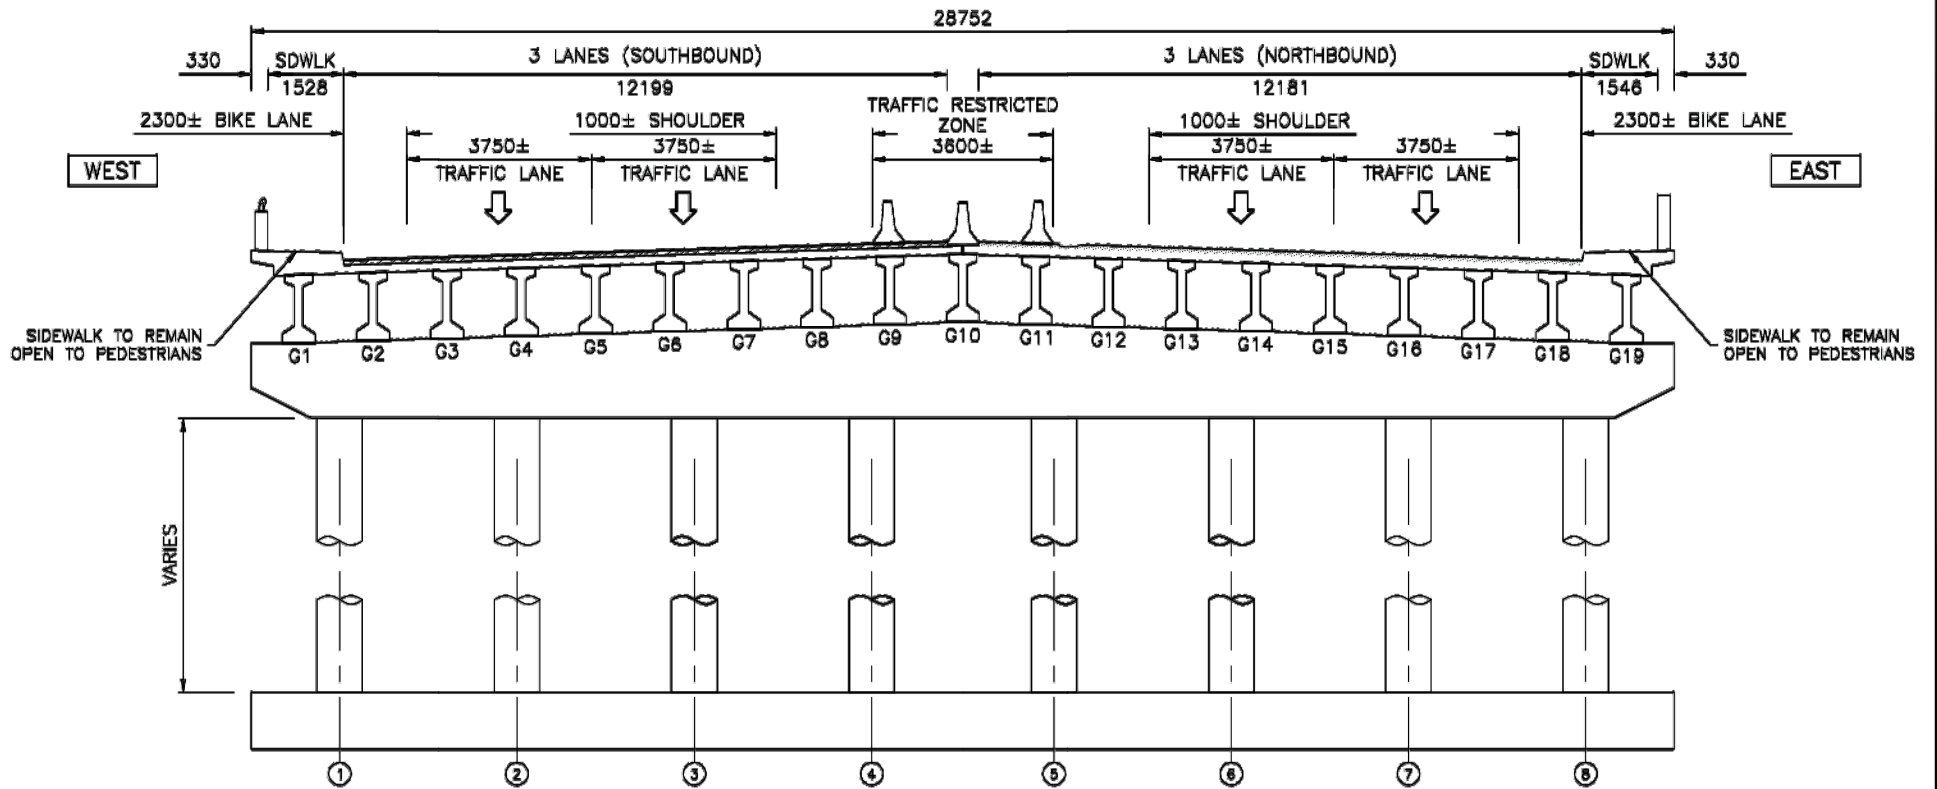 28752
330
SDWLK
3 LANES (SOUTHBOUND)
3 LANES (NORTHBOUND)
SDWLK
330
1528
12199
12181
1546
TRAFFIC RESTRICTED
ZONE
3600±
2300± BIKE LANE
1000± SHOULDER
1000± SHOULDER
2300± BIKE LANE
3750±
3750±
3750±
3750±
WEST
TRAFFIC LANE
TRAFFIC LANE
TRAFFIC LANE
TRAFFIC LANE
EAST
SIDEWALK TO REMAIN
OPEN TO PEDESTRIANS
G1 G2 G3 G4 G5 G6 G7 G8 G9 G10 G11 G12 G13 G14 G15 G16 G17 G18 G19
SIDEWALK TO REMAIN
OPEN TO PEDESTRIANS
VARIES
1 2 3 4 5 6 7 8